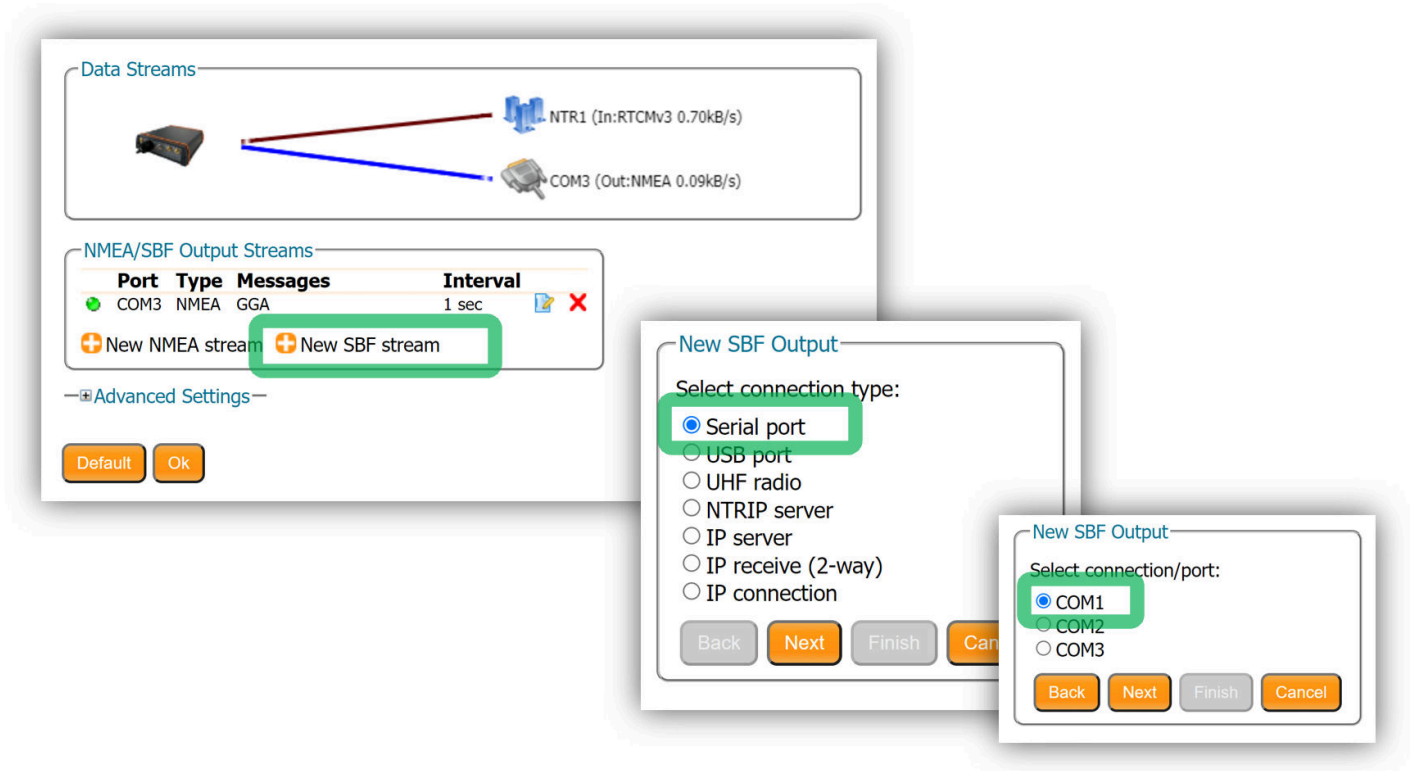 Data Streams
NTR1 (In:RTCMv3 0.70kB/s)
COM3 (Out:NMEA 0.09kB/s)
NMEA/SBF Output Streams
Port Type Messages Interval
COM3 NMEA GGA 1 sec
New NMEA stream New SBF stream
Advanced Settings
Default Ok
New SBF Output
Select connection type:
Serial port
USB port
UHF radio
NTRIP server
IP server
IP receive (2-way)
IP connection
Back Next Finish Can
New SBF Output
Select connection/port:
COM1
COM2
COM3
Back Next Finish Cancel